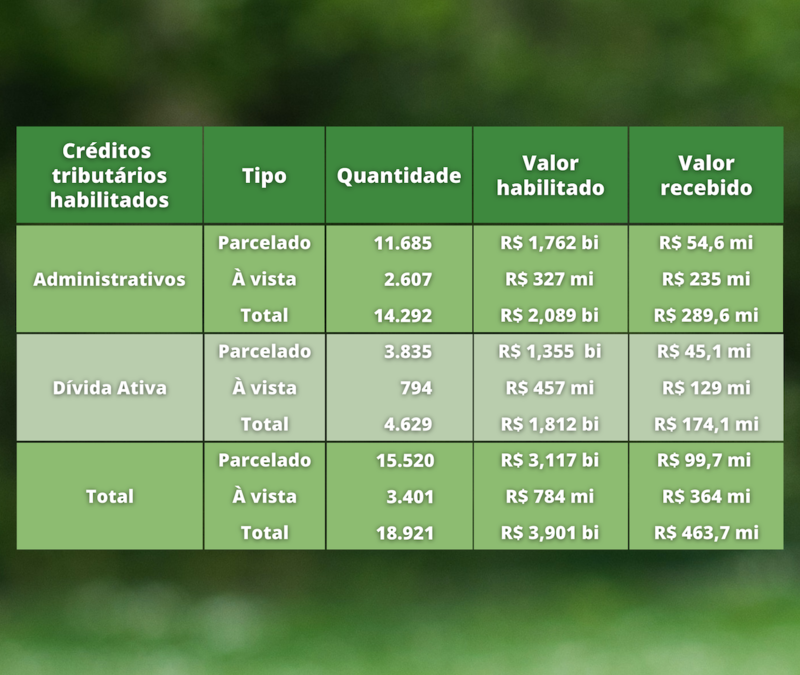 Créditos
tributários
habilitados
Tipo
Quantidade
Valor
habilitado
Valor
recebido
Administrativos
Parcelado 11.685 R$ 1,762 bi R$ 54,6 mi
À vista 2.607 R$ 327 mi R$ 235 mi
Total 14.292 R$ 2,089 bi R$ 289,6 mi
Dívida Ativa
Parcelado 3.835 R$ 1,355 bi R$ 45,1 mi
À vista 794 R$ 457 mi R$ 129 mi
Total 4.629 R$ 1,812 bi R$ 174,1 mi
Total
Parcelado 15.520 R$ 3,117 bi R$ 99,7 mi
À vista 3.401 R$ 784 mi R$ 364 mi
Total 18.921 R$ 3,901 bi R$ 463,7 mi